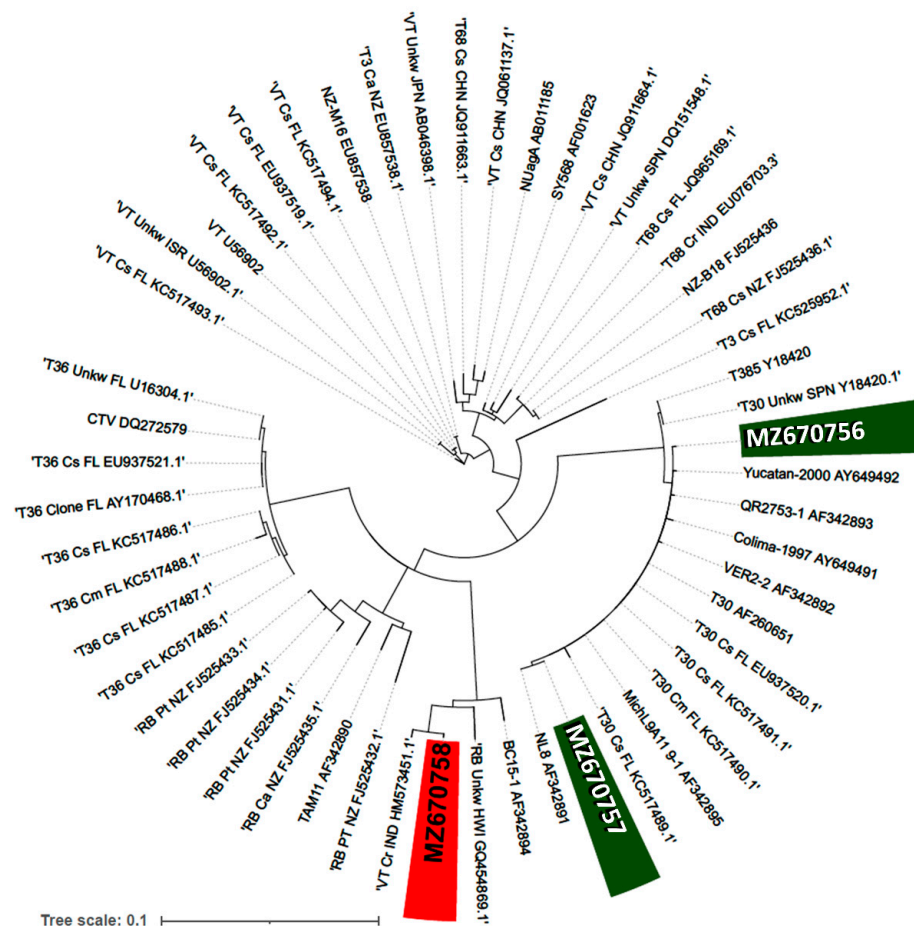 'T68 Cs CHN JQ911663.1'
'VT Cs CHN JQ061137.1'
NUagA AB011185
SY568 AF001623
'VT Cs CHN JQ911664.1'
'VT Unkw SPN DQ151548.1'
'T68 Cs FL JQ965169.1'
'T68 Cr IND EU076703.3'
NZ-B18 FJ525436
'T68 Cs NZ FJ525436.1'
'T3 Cs FL KC525952.1'
T385 Y18420
'T30 Unkw SPN Y18420.1'
MZ670756
Yucatan-2000 AY649492
QR2753-1 AF342893
Colima-1997 AY649491
VER2-2 AF342892
T30 AF260651
'T30 Cs FL EU937520.1'
'T30 Cs FL KC517491.1'
'T30 Cm FL KC517490.1'
MichL9A11 9-1 AF342895
'T30 Cs FL KC517489.1'
MZ670757
NL8 AF342891
BC15-1 AF342894
'RB Unkw HWI GQ454869.1'
MZ670758
'VT Cr IND HM573451.1'
'RB PT NZ FJ525432.1'
TAM11 AF342890
'RB Ca NZ FJ525435.1'
'RB Pt NZ FJ525431.1'
'RB Pt NZ FJ525434.1'
'RB Pt NZ FJ525433.1'
'T36 Cs FL KC517485.1'
'T36 Cs FL KC517487.1'
'T36 Cm FL KC517488.1'
'T36 Cs FL KC517486.1'
'T36 Clone FL AY170468.1'
'T36 Cs FL EU937521.1'
CTV DQ272579
'T36 Unkw FL U16304.1'
'VT Cs FL KC517493.1'
'VT Unkw ISR U56902.1'
VT U56902
'VT Cs FL KC517492.1'
'VT Cs FL EU937519.1'
'VT Cs FL KC517494.1'
NZ-M16 EU857538
'T3 Ca NZ EU857538.1'
'VT Unkw JPN AB046398.1'
Tree scale: 0.1